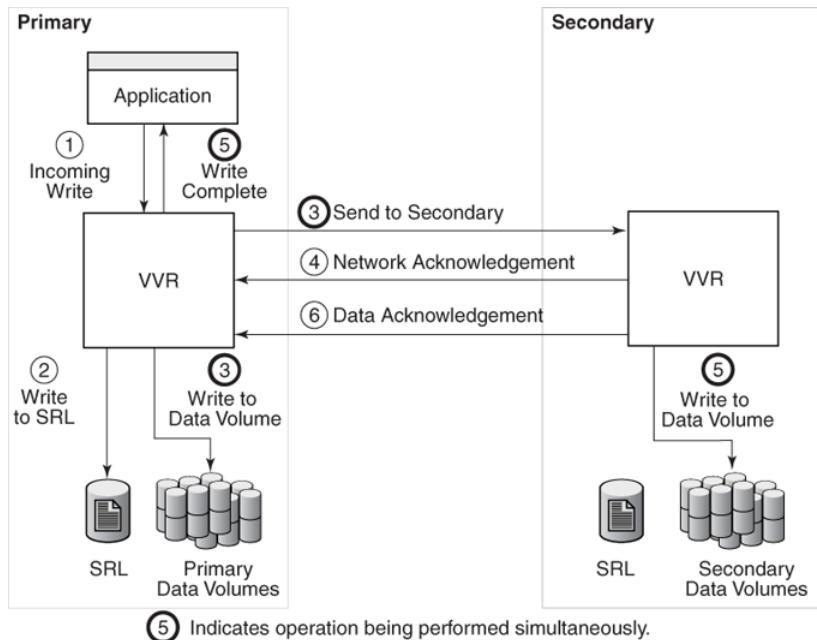 Primary
Secondary
Application
1
Incoming
Write
5
Write
Complete
3 Send to Secondary
4 Network Acknowledgement
6 Data Acknowledgement
VVR
VVR
2
Write
to SRL
3
Write to
Data Volume
5
Write to
Data Volume
SRL
Primary
Data Volumes
SRL
Secondary
Data Volumes
5 Indicates operation being performed simultaneously.